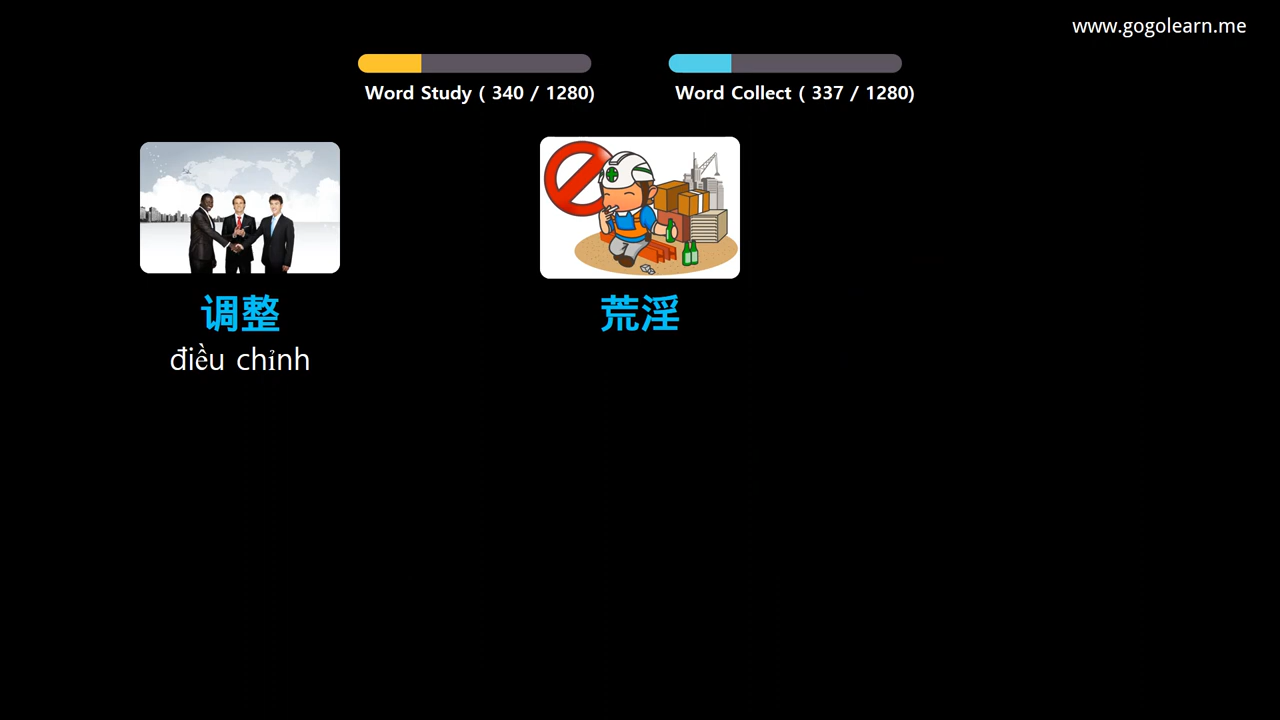 www.gogolearn.me
Word Study ( 340 / 1280)
Word Collect ( 337 / 1280)
调整
荒淫
điều chỉnh